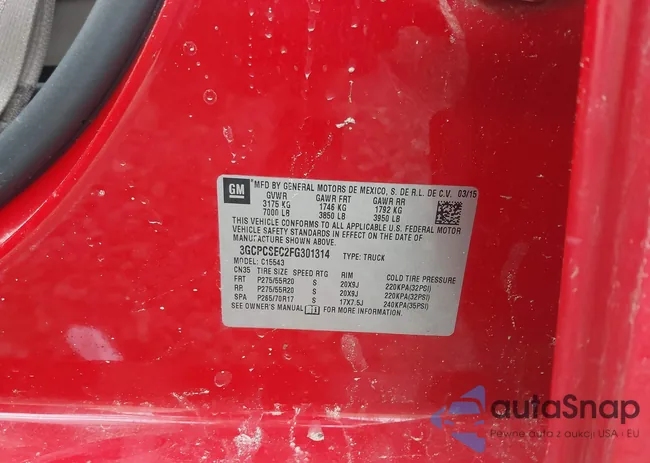 GM
MFD BY GENERAL MOTORS DE MEXICO, S. DE R.L. DE C.V. 03/15
GVWR GAWR FRT GAWR RR
3175 KG 1746 KG 1792 KG
7000 LB 3850 LB 3950 LB
THIS VEHICLE CONFORMS TO ALL APPLICABLE U.S. FEDERAL MOTOR
VEHICLE SAFETY STANDARDS IN EFFECT ON THE DATE OF
MANUFACTURE SHOWN ABOVE.
3GCPCSEC2FG301314 TYPE: TRUCK
MODEL: C15543
CN35 TIRE SIZE SPEED RTG RIM COLD TIRE PRESSURE
FRT P275/55R20 S 20X9J 220KPA(32PSI)
RR P275/55R20 S 20X9J 220KPA(32PSI)
SPA P265/70R17 S 17X7.5J 240KPA(35PSI)
SEE OWNER'S MANUAL FOR MORE INFORMATION.
autaSnap
Pewne auta z aukcji USA i EU